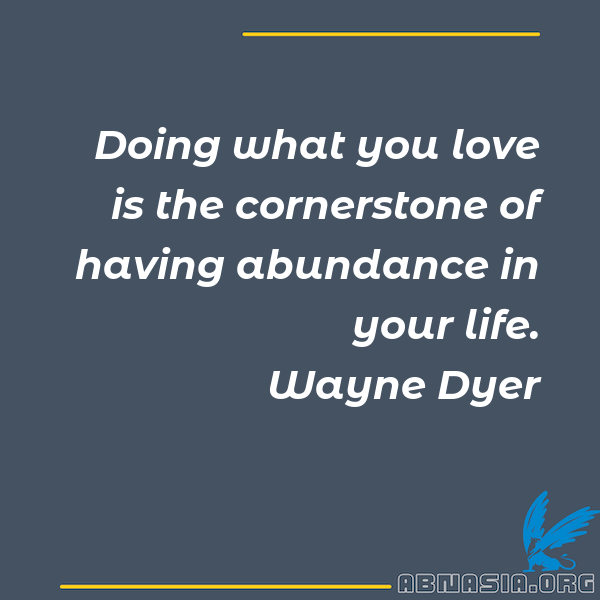 Doing what you love
is the cornerstone of
having abundance in
your life.
Wayne Dyer
ABNASIA.ORG